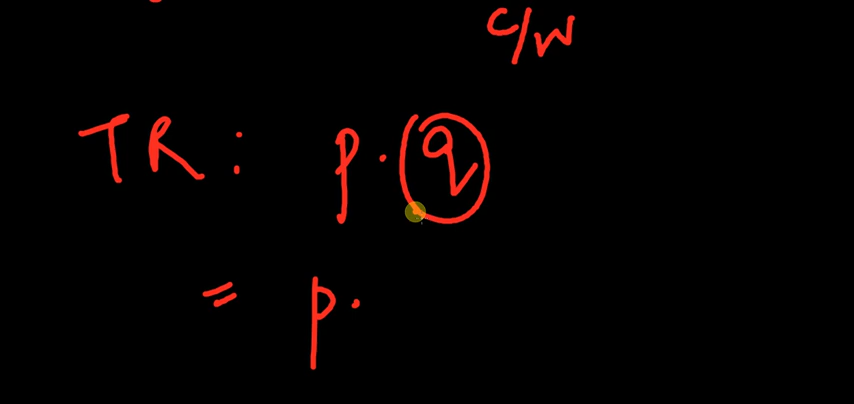 C/W
TR : p . q
= p .